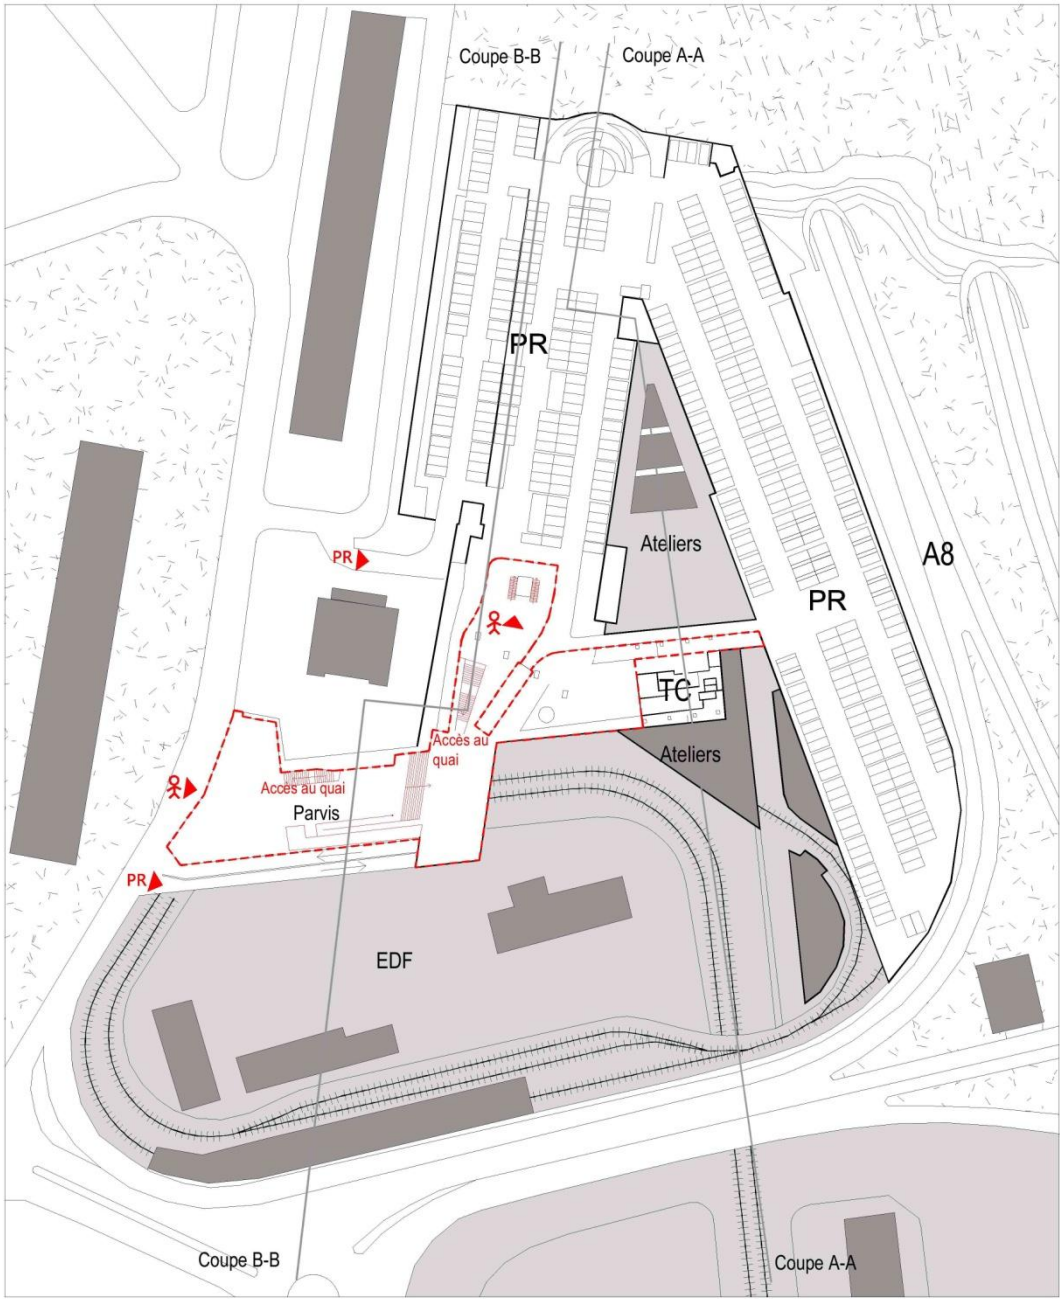 Coupe B-B
Coupe A-A
PR
Ateliers
A8
PR
PR
TC
Accès au
quai
Ateliers
Accès au quai
Parvis
PR
EDF
Coupe B-B
Coupe A-A